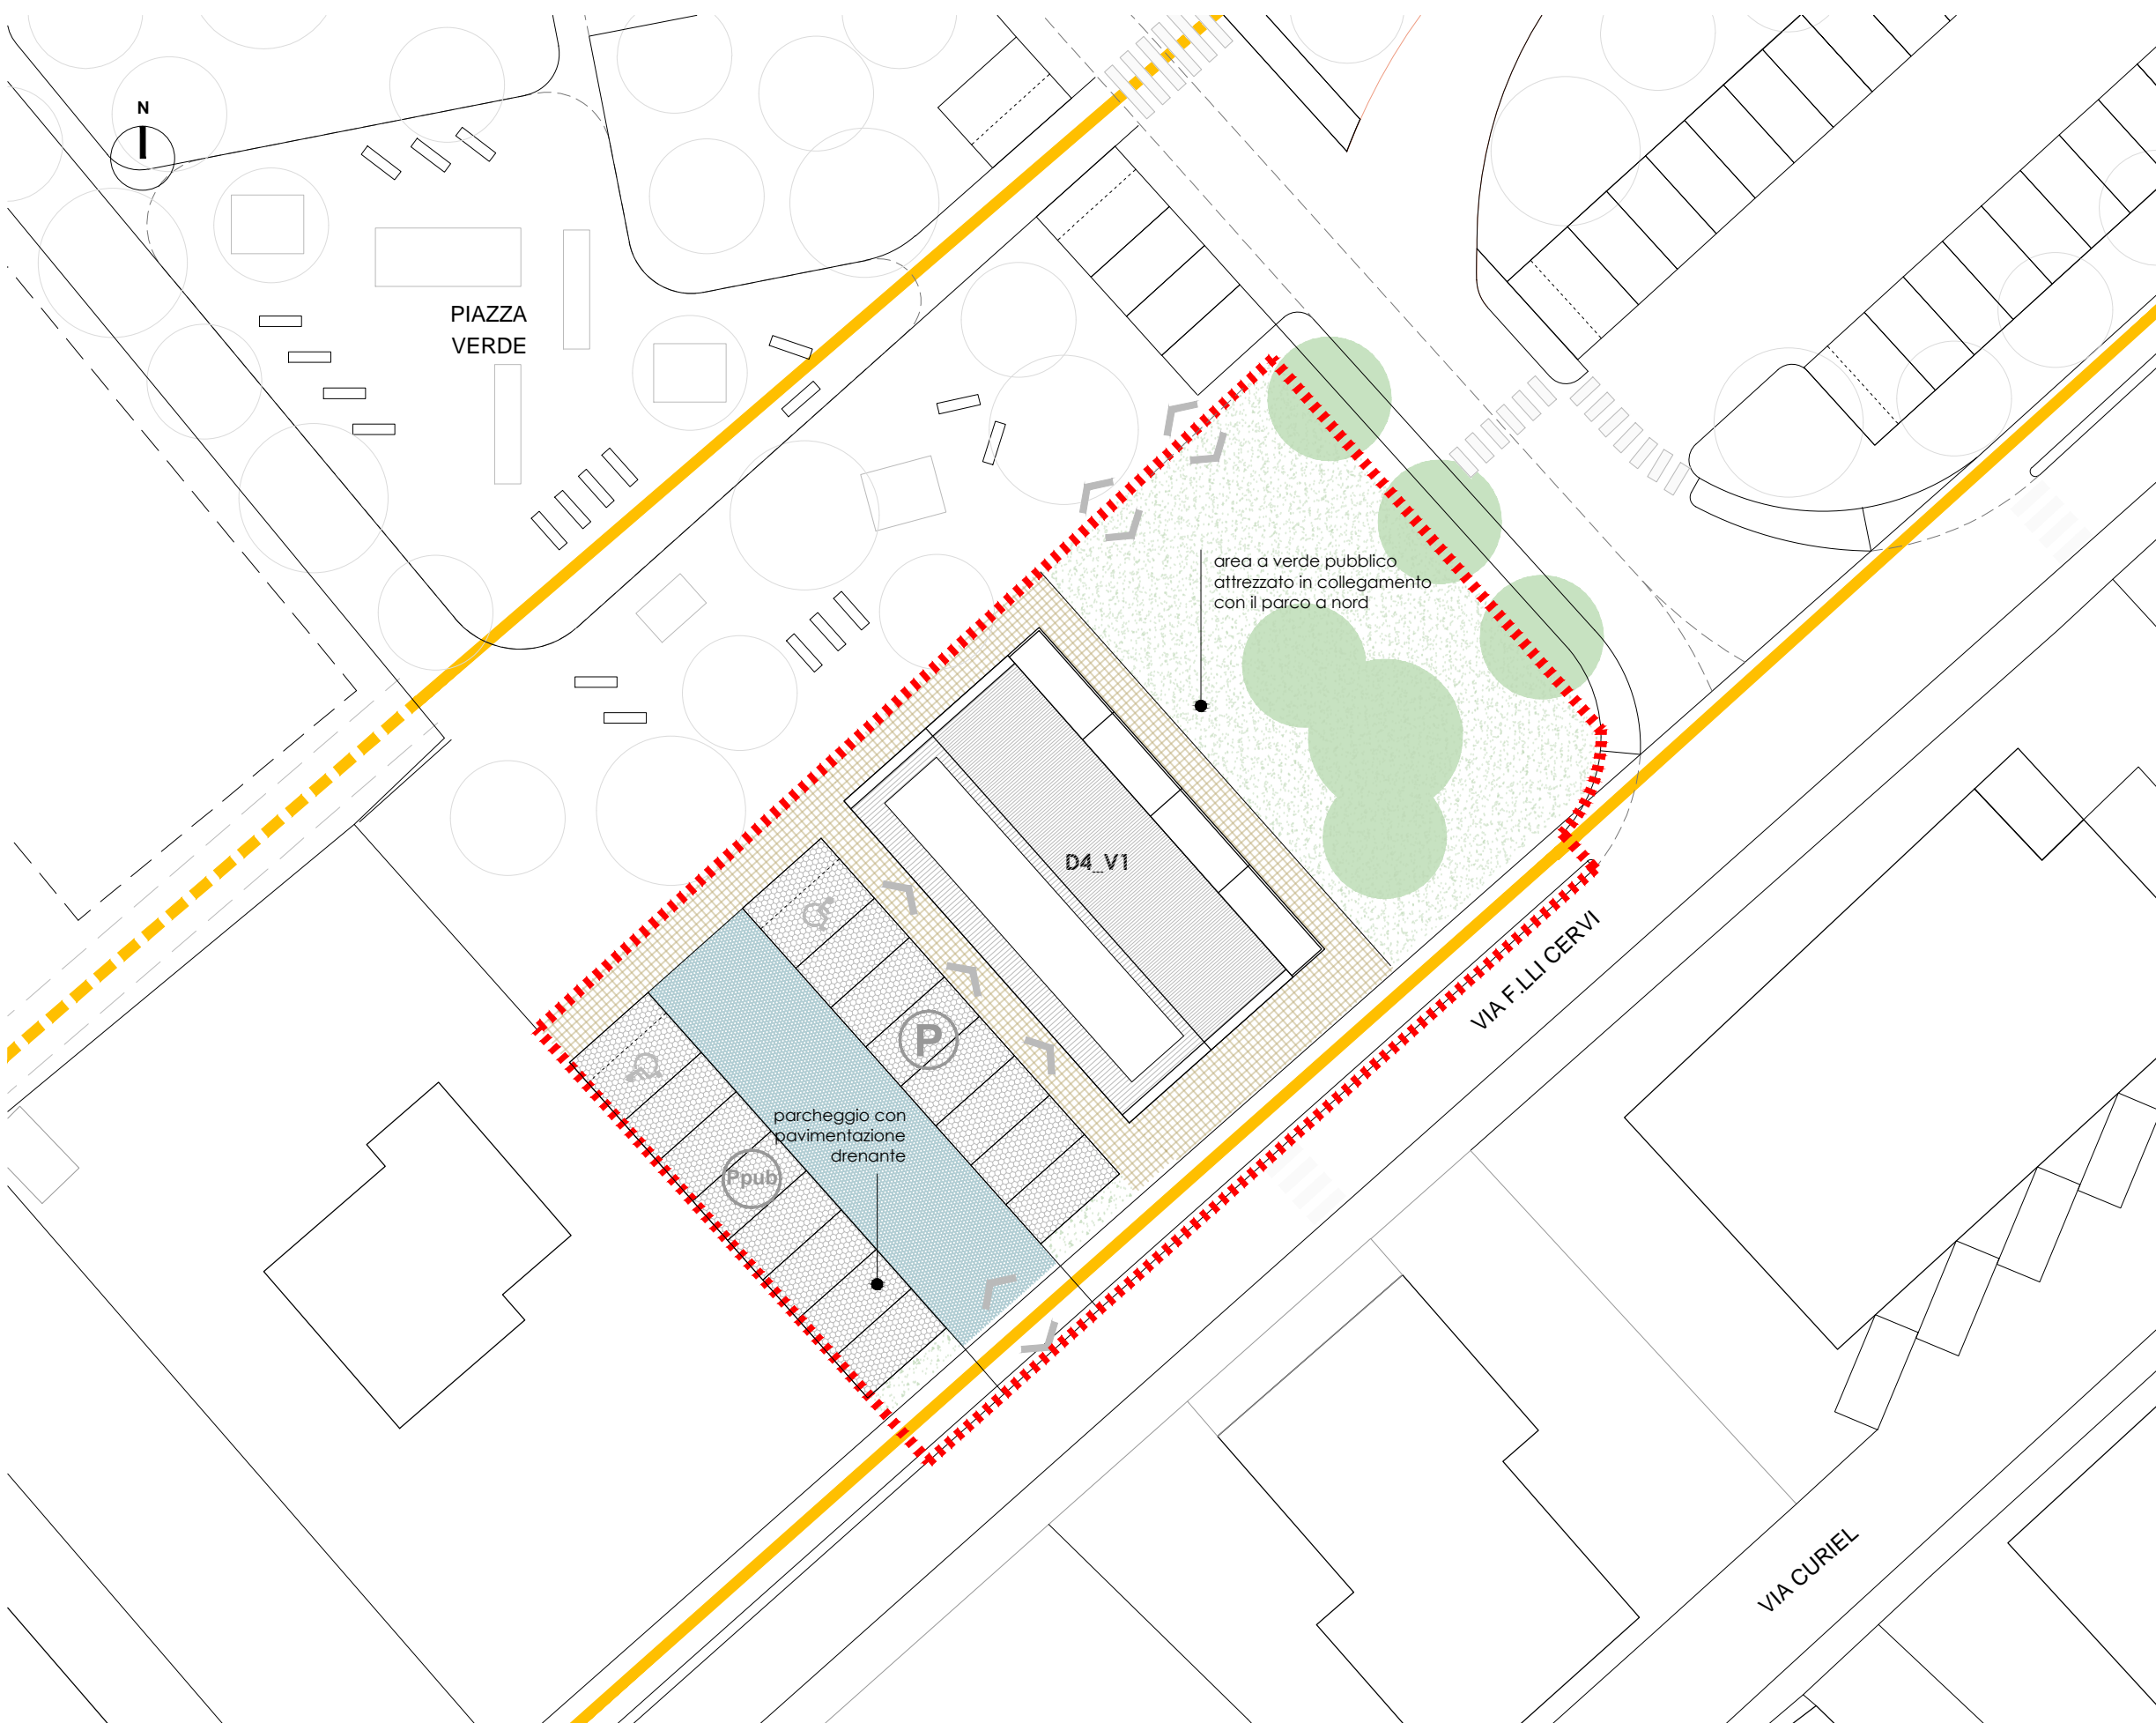 N
PIAZZA
VERDE
area a verde pubblico
attrezzato in collegamento
con il parco a nord
D4_V1
VIA F.LLI CERVI
P
parcheggio con
pavimentazione
drenante
Ppub
VIA CURIEL